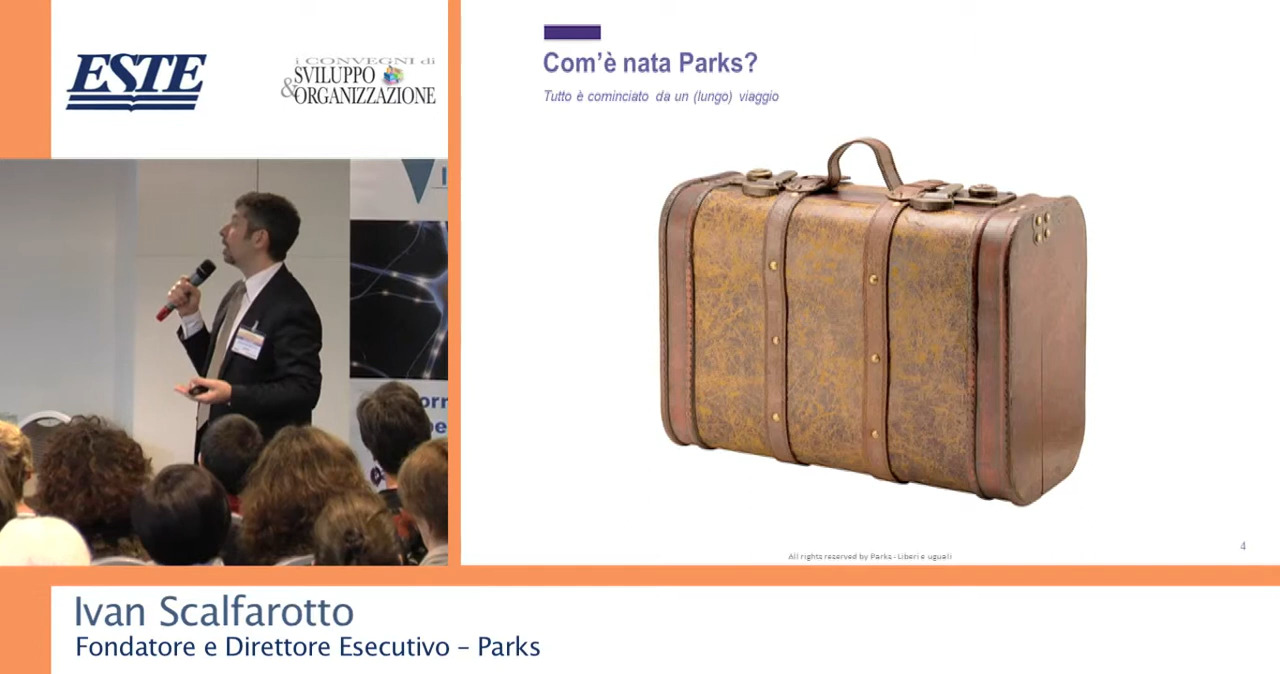 ESTE
i CONVEGNI di
SVILUPPO
&ORGANIZZAZIONE
Com’è nata Parks?
Tutto è cominciato da un (lungo) viaggio
All rights reserved by Parks - Liberi e uguali
4
Ivan Scalfarotto
Fondatore e Direttore Esecutivo – Parks